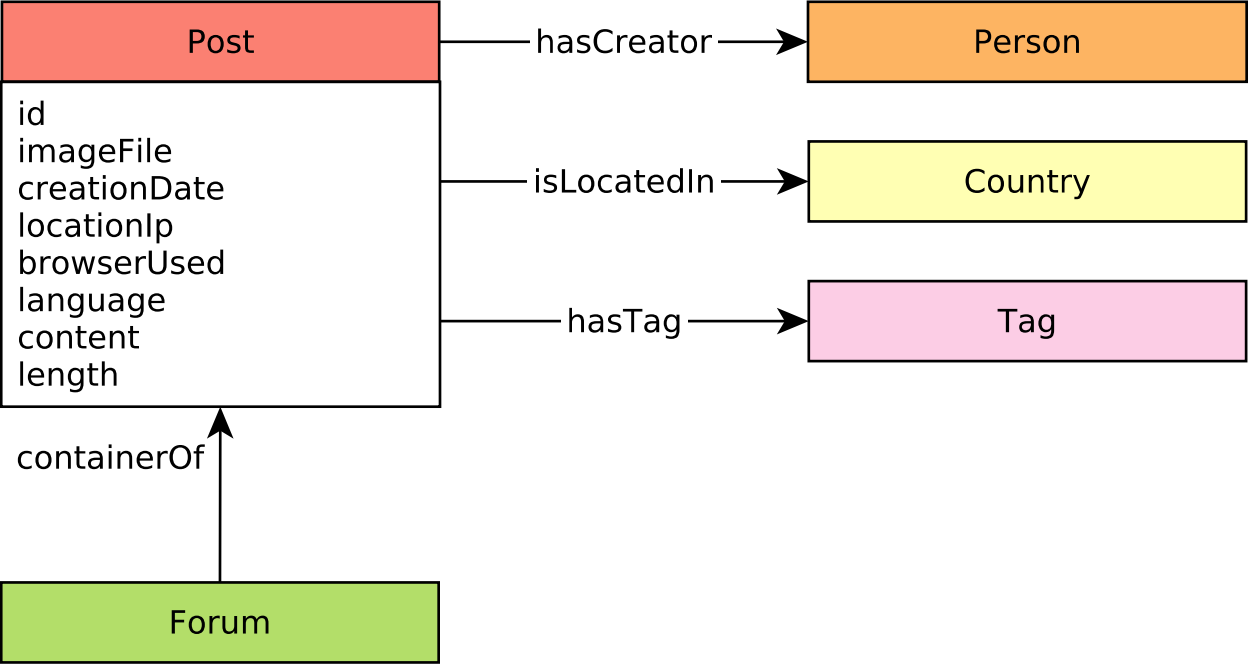 Post
hasCreator
Person
id
imageFile
creationDate
locationIp
browserUsed
language
content
length
isLocatedIn
Country
hasTag
Tag
containerOf
Forum